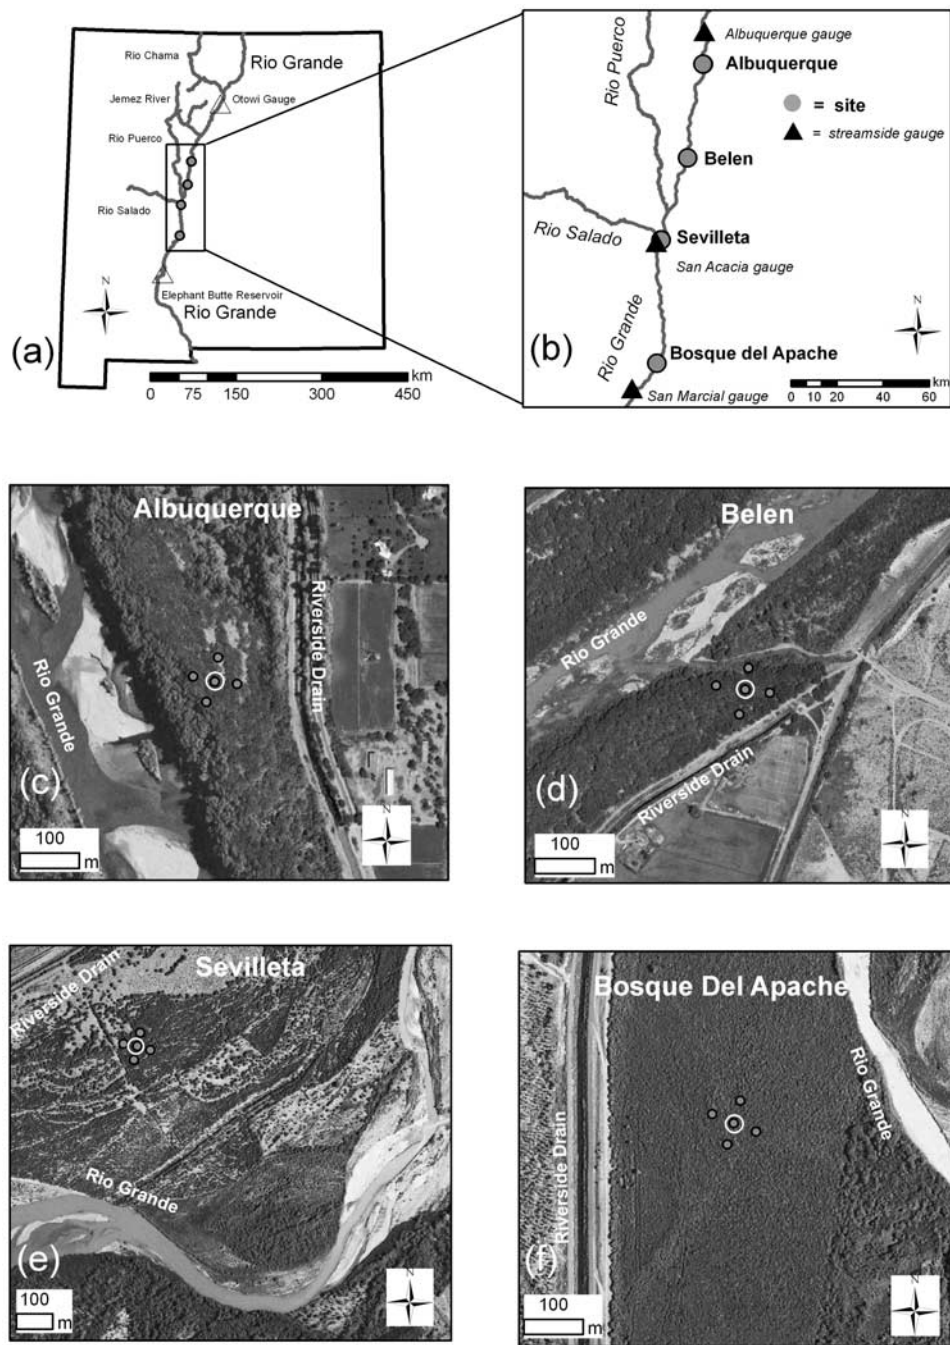 Rio Chama
Rio Grande
Jemez River
Otowi Gauge
Rio Puerco
Rio Salado
N
Elephant Butte Reservoir
Rio Grande
(a)
km
0 75 150 300 450
Albuquerque gauge
Albuquerque
Rio Puerco
= site
= streamside gauge
Belen
Rio Salado
Sevilleta
San Acacia gauge
N
Rio Grande
(b)
Bosque del Apache
San Marcial gauge
km
0 10 20 40 60
Albuquerque
Riverside Drain
Rio Grande
(c)
100
m
N
Belen
Rio Grande
Riverside Drain
(d)
100
m
N
Sevilleta
Riverside Drain
Rio Grande
(e)
100
m
N
Bosque Del Apache
Rio Grande
Riverside Drain
(f)
100
m
N